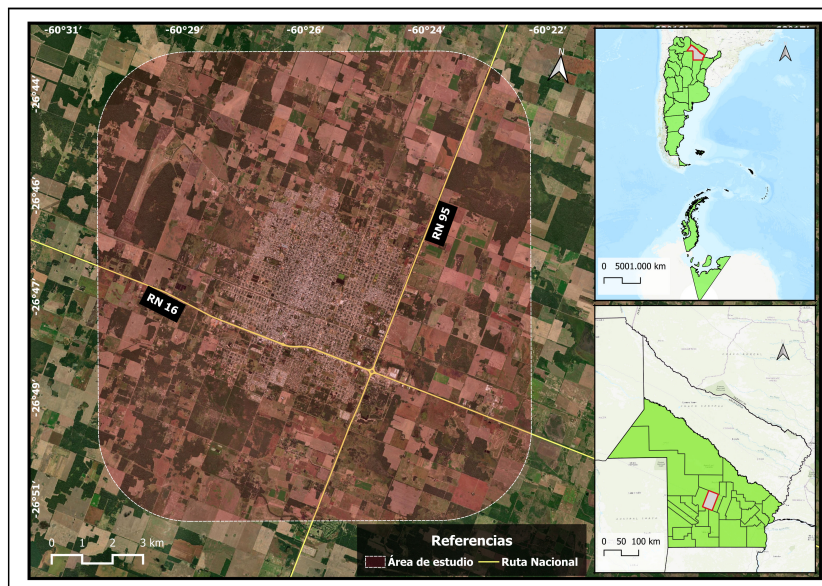 -60°31' -60°29' -60°26' -60°24' -60°22'
N
-26°44'
-26°46'
-26°47'
-26°49'
-26°51'
RN 95
RN 16
0 1 2 3 km
Referencias
Área de estudio Ruta Nacional
0 5001.000 km
0 50 100 km